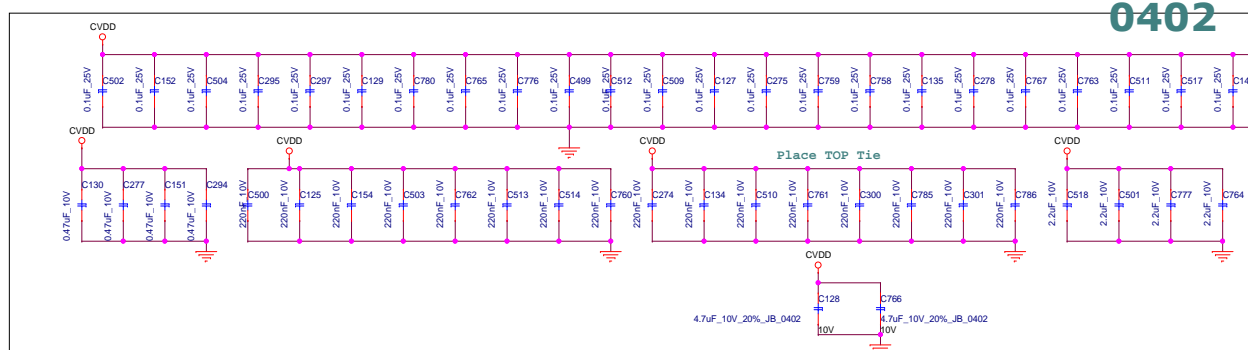 0402
CVDD
C502 C152 C504 C295 C297 C129 C780 C765 C776 C499 C512 C509 C127 C275 C759 C758 C135 C278 C767 C763 C511 C517 C14
0.1uF_25V 0.1uF_25V 0.1uF_25V 0.1uF_25V 0.1uF_25V 0.1uF_25V 0.1uF_25V 0.1uF_25V 0.1uF_25V 0.1uF_25V 0.1uF_25V 0.1uF_25V 0.1uF_25V 0.1uF_25V 0.1uF_25V 0.1uF_25V 0.1uF_25V 0.1uF_25V 0.1uF_25V 0.1uF_25V 0.1uF_25V 0.1uF_25V 0.1uF_25V
CVDD CVDD CVDD CVDD
Place TOP Tie
C130 C277 C151 C294 C500 C125 C154 C503 C762 C513 C514 C760 C274 C134 C510 C761 C300 C785 C301 C786 C518 C501 C777 C764
0.47uF_10V 0.47uF_10V 0.47uF_10V 0.47uF_10V 220nF_10V 220nF_10V 220nF_10V 220nF_10V 220nF_10V 220nF_10V 220nF_10V 220nF_10V 220nF_10V 220nF_10V 220nF_10V 220nF_10V 220nF_10V 220nF_10V 220nF_10V 220nF_10V 2.2uF_10V 2.2uF_10V 2.2uF_10V 2.2uF_10V
CVDD
C128 C766
4.7uF_10V_20%_JB_0402 4.7uF_10V_20%_JB_0402
10V 10V